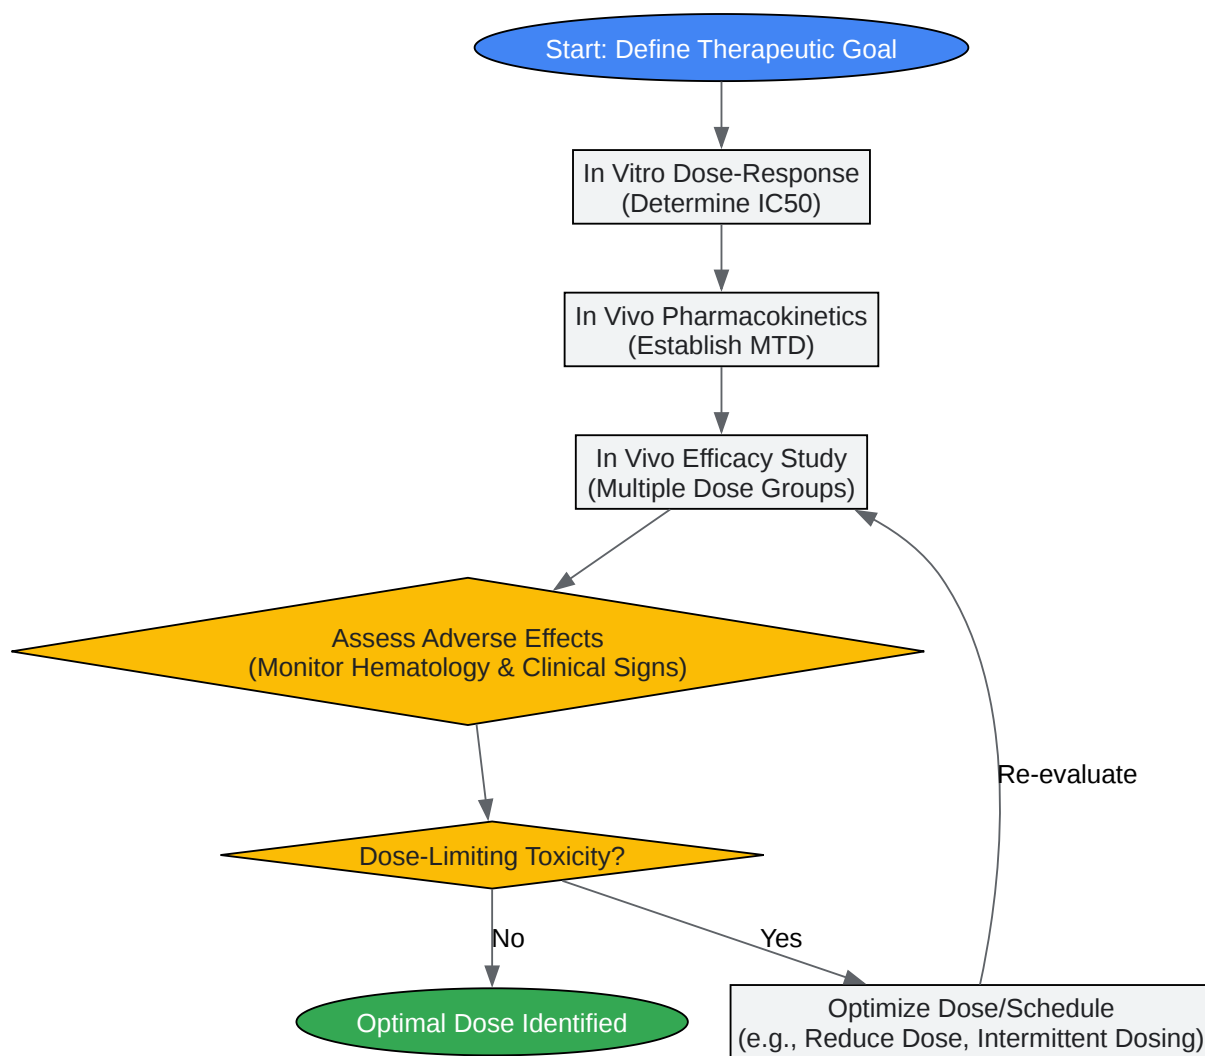 Start: Define Therapeutic Goal
In Vitro Dose-Response
(Determine IC50)
In Vivo Pharmacokinetics
(Establish MTD)
In Vivo Efficacy Study
(Multiple Dose Groups)
Assess Adverse Effects
(Monitor Hematology & Clinical Signs)
Re-evaluate
Dose-Limiting Toxicity?
No
Yes
Optimal Dose Identified
Optimize Dose/Schedule
(e.g., Reduce Dose, Intermittent Dosing)